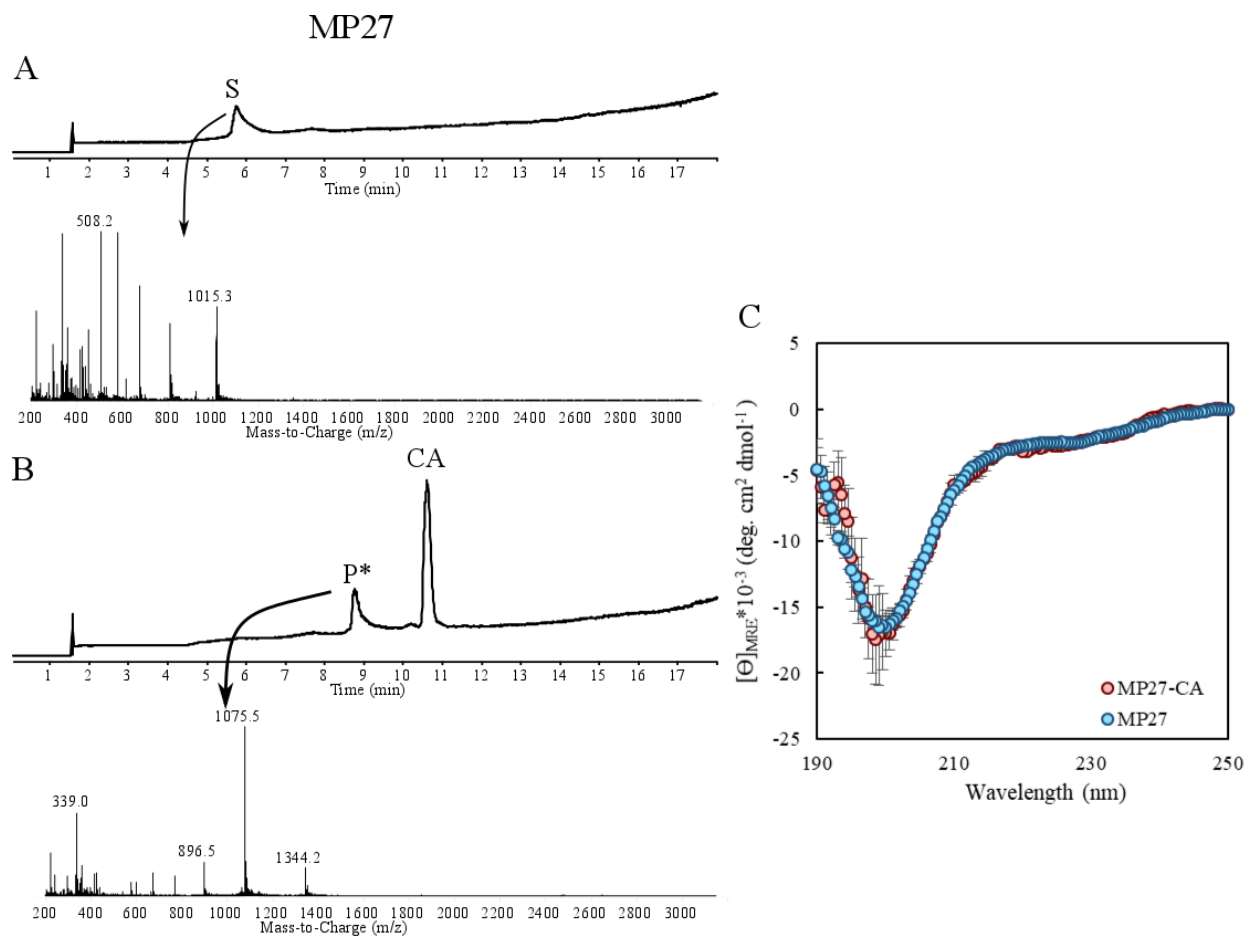 MP27
A
S
1 2 3 4 5 6 7 8 9 10 11 12 13 14 15 16 17
Time (min)
508.2
1015.3
200 400 600 800 1000 1200 1400 1600 1800 2000 2200 2400 2600 2800 3000
Mass-to-Charge (m/z)
B
CA
P*
1 2 3 4 5 6 7 8 9 10 11 12 13 14 15 16 17
Time (min)
1075.5
339.0
896.5
1344.2
200 400 600 800 1000 1200 1400 1600 1800 2000 2200 2400 2600 2800 3000
Mass-to-Charge (m/z)
C
5
0
-5
-10
-15
-20
-25
[Θ]MRE*10⁻³ (deg. cm² dmol⁻¹)
MP27-CA
MP27
190 210 230 250
Wavelength (nm)